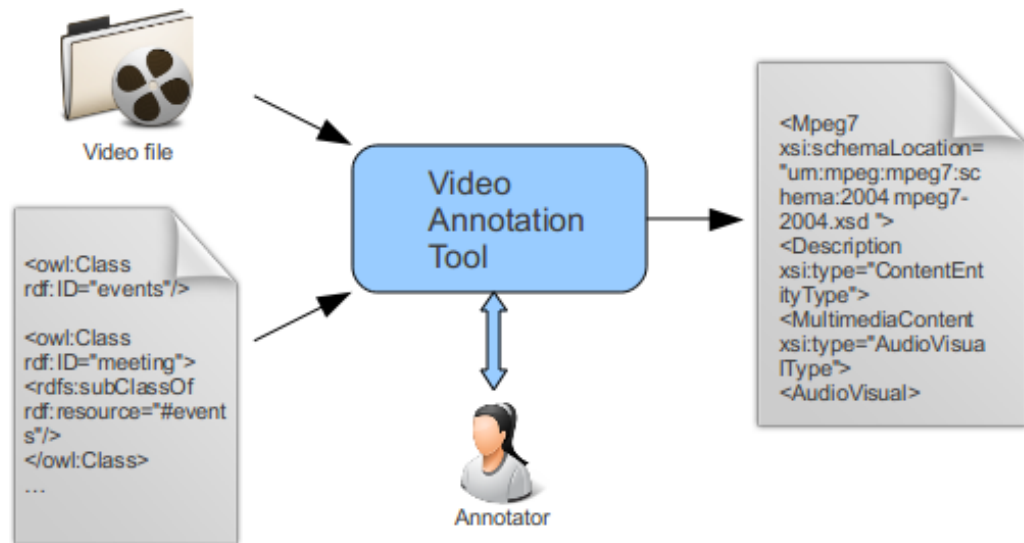 Video file
<owl:Class
rdf:ID="events"/>
<owl:Class
rdf:ID="meeting">
<rdfs:subClassOf
rdf:resource="#event
s"/>
</owl:Class>
...
Video
Annotation
Tool
Annotator
<Mpeg7
xsi:schemaLocation=
"urn:mpeg:mpeg7:sc
hema:2004 mpeg7-
2004.xsd ">
<Description
xsi:type="ContentEnt
ityType">
<MultimediaContent
xsi:type="AudioVisua
lType">
<AudioVisual>